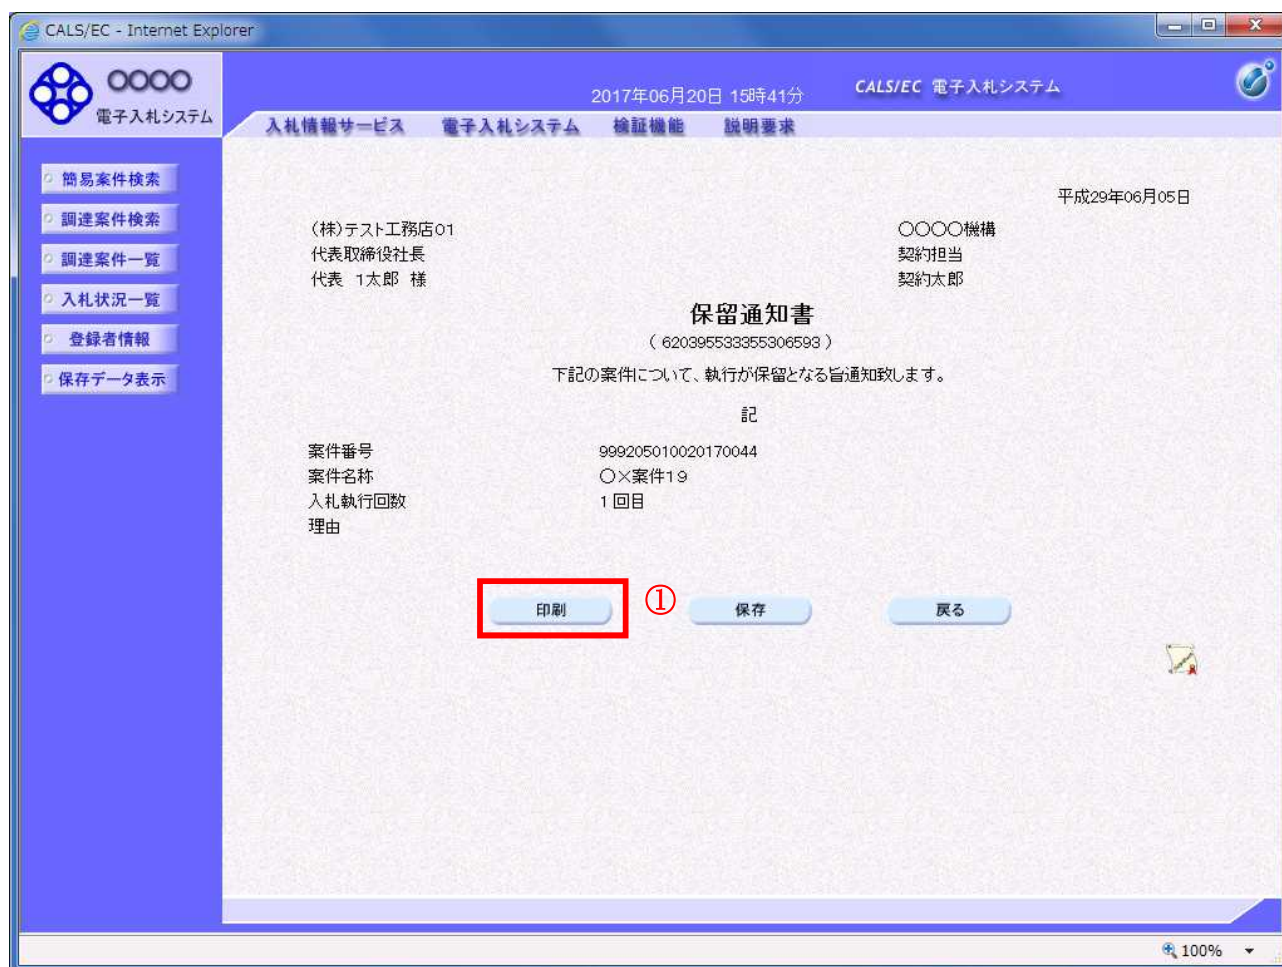 CALS/EC - Internet Explorer
〇〇〇〇
電子入札システム
2017年06月20日 15時41分
CALS/EC 電子入札システム
入札情報サービス 電子入札システム 検証機能 説明要求
簡易案件検索
調達案件検索
調達案件一覧
入札状況一覧
登録者情報
保存データ表示
平成29年06月05日
(株)テスト工務店01
代表取締役社長
代表 1太郎 様
〇〇〇〇機構
契約担当
契約太郎
保留通知書
( 620395533355306593 )
下記の案件について、執行が保留となる旨通知致します。
記
案件番号 999205010020170044
案件名称 〇×案件19
入札執行回数 1回目
理由
印刷 ① 保存 戻る
100%